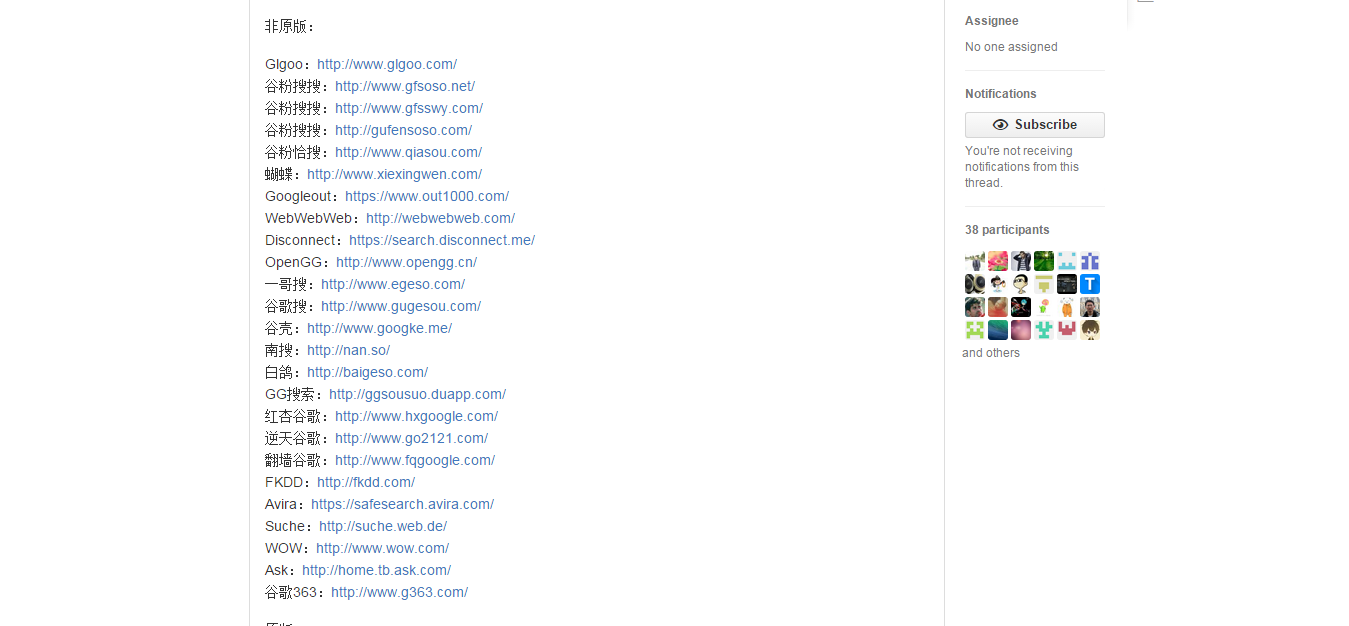 非原版：
Glgoo：http://www.glgoo.com/
谷粉搜搜：http://www.gfsoso.net/
谷粉搜搜：http://www.gfsswy.com/
谷粉搜搜：http://gufensoso.com/
谷粉恰搜：http://www.qiasou.com/
蝴蝶：http://www.xiexingwen.com/
Googleout：https://www.out1000.com/
WebWebWeb：http://webwebweb.com/
Disconnect：https://search.disconnect.me/
OpenGG：http://www.opengg.cn/
一哥搜：http://www.egeso.com/
谷歌搜：http://www.gugesou.com/
谷壳：http://www.googke.me/
南搜：http://nan.so/
白鸽：http://baigeso.com/
GG搜索：http://ggsousuo.duapp.com/
红杏谷歌：http://www.hxgoogle.com/
逆天谷歌：http://www.go2121.com/
翻墙谷歌：http://www.fqgoogle.com/
FKDD：http://fkdd.com/
Avira：https://safesearch.avira.com/
Suche：http://suche.web.de/
WOW：http://www.wow.com/
Ask：http://home.tb.ask.com/
谷歌363：http://www.g363.com/
Assignee
No one assigned
Notifications
Subscribe
You're not receiving
notifications from this
thread.
38 participants
T
and others